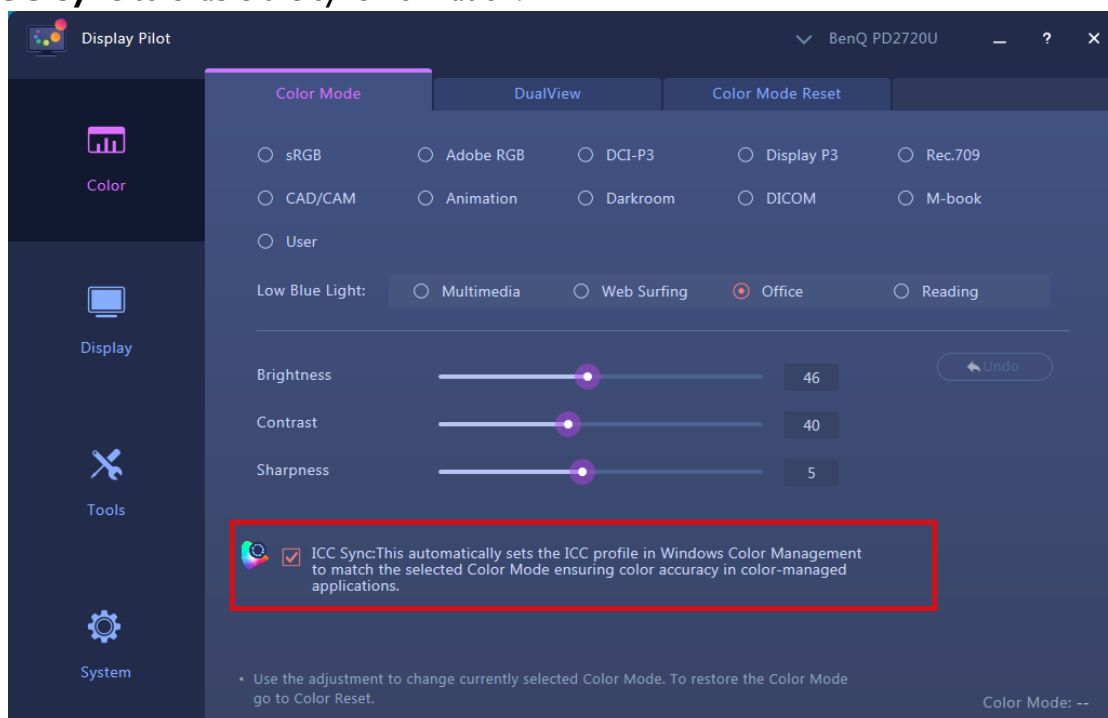 Display Pilot
BenQ PD2720U
?
Color Mode
DualView
Color Mode Reset
Color
sRGB
Adobe RGB
DCI-P3
Display P3
Rec.709
CAD/CAM
Animation
Darkroom
DICOM
M-book
User
Low Blue Light:
Multimedia
Web Surfing
Office
Reading
Display
Brightness
46
Undo
Contrast
40
Sharpness
5
Tools
ICC Sync:This automatically sets the ICC profile in Windows Color Management
to match the selected Color Mode ensuring color accuracy in color-managed
applications.
System
• Use the adjustment to change currently selected Color Mode. To restore the Color Mode
go to Color Reset.
Color Mode: --